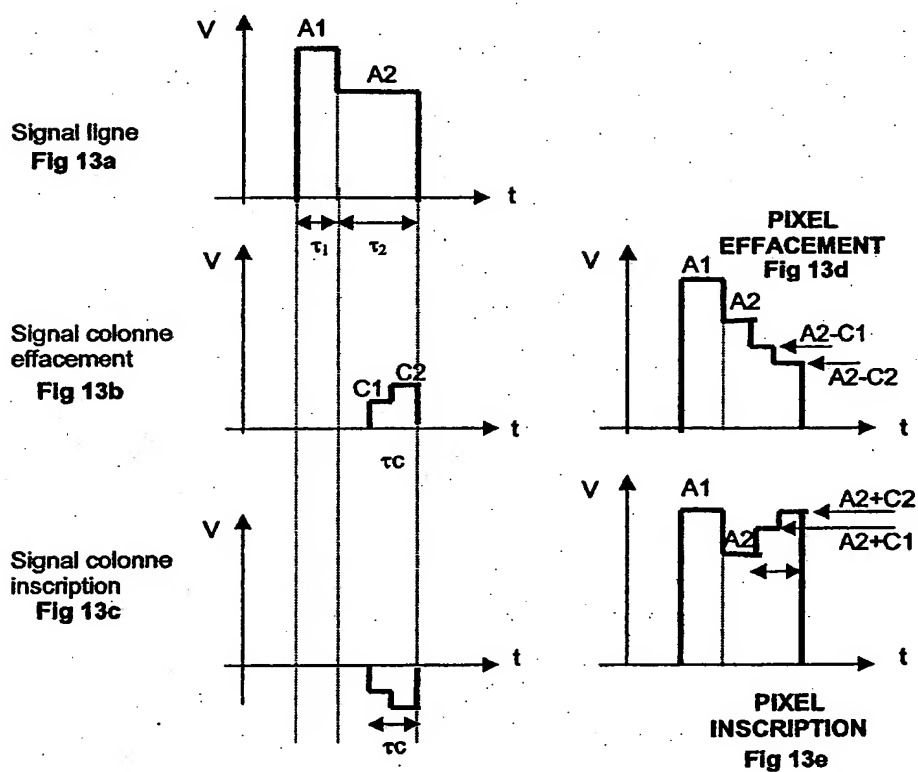 V
A1
A2
Signal ligne
Fig 13a
t
τ1
τ2
V
Signal colonne
effacement
Fig 13b
C1
C2
t
τc
V
Signal colonne
inscription
Fig 13c
t
τc
PIXEL
EFFACEMENT
Fig 13d
V
A1
A2
A2-C1
A2-C2
t
V
A1
A2
A2+C2
A2+C1
t
PIXEL
INSCRIPTION
Fig 13e